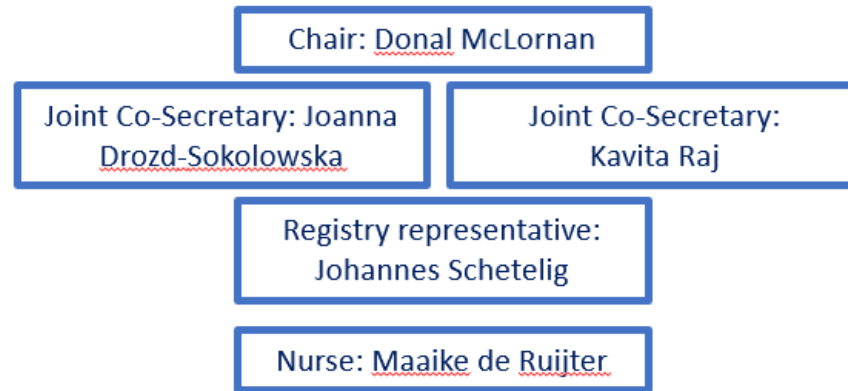 Chair: Donal McLornan
Joint Co-Secretary: Joanna
Drozd-Sokolowska
Joint Co-Secretary:
Kavita Raj
Registry representative:
Johannes Schetelig
Nurse: Maaike de Ruijter